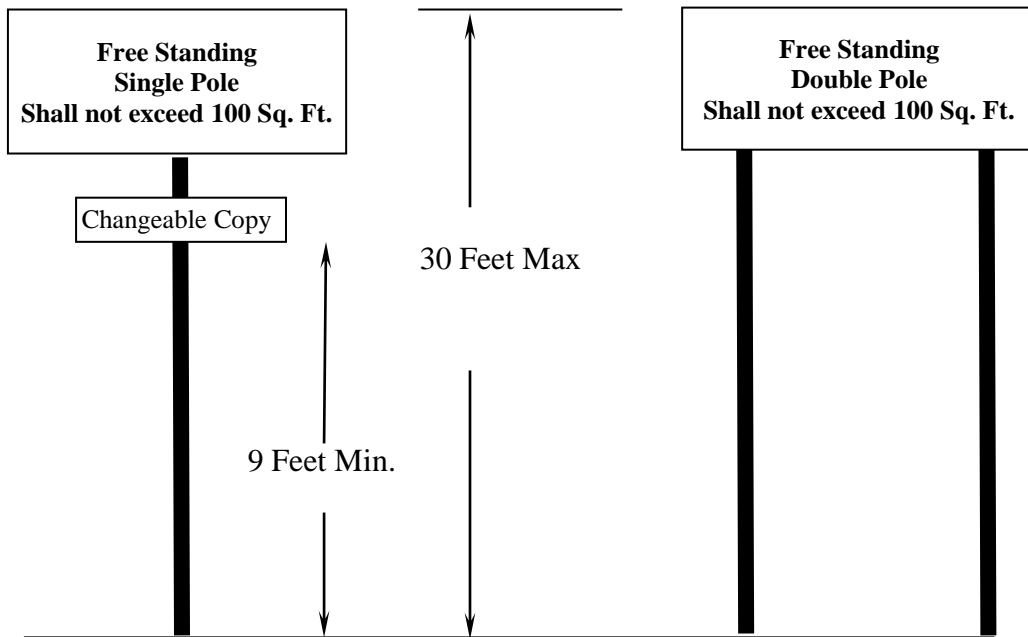 Free Standing
Single Pole
Shall not exceed 100 Sq. Ft.
Changeable Copy
9 Feet Min.
30 Feet Max
Free Standing
Double Pole
Shall not exceed 100 Sq. Ft.